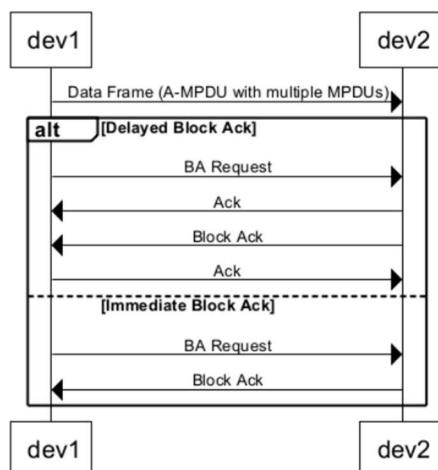 dev1 dev2
Data Frame (A-MPDU with multiple MPDUs)
alt [Delayed Block Ack]
BA Request
Ack
Block Ack
Ack
[Immediate Block Ack]
BA Request
Block Ack
dev1 dev2